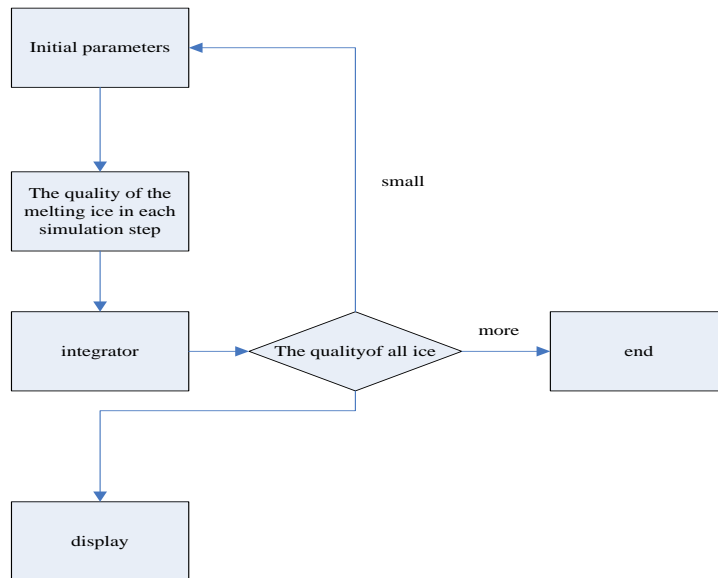 Initial parameters
small
The quality of the
melting ice in each
simulation step
integrator
The qualityof all ice
more
end
display